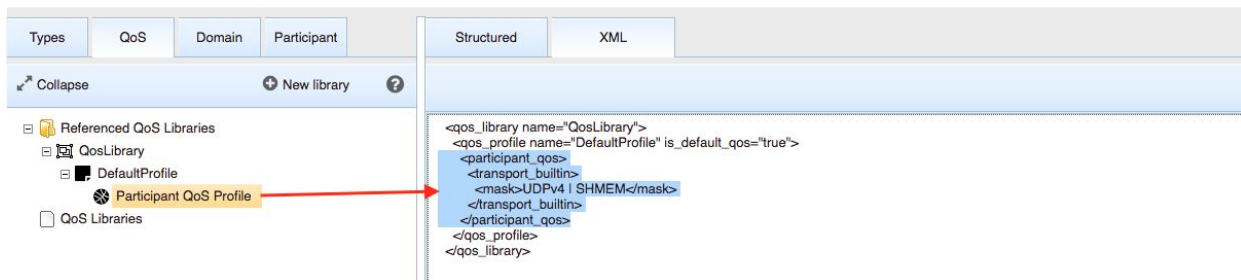 Types QoS Domain Participant Structured XML
Collapse New library ?
Referenced QoS Libraries
QosLibrary
DefaultProfile
Participant QoS Profile
QoS Libraries
<qos_library name="QosLibrary">
<qos_profile name="DefaultProfile" is_default_qos="true">
<participant_qos>
<transport_builtin>
<mask>UDPv4 | SHMEM</mask>
</transport_builtin>
</participant_qos>
</qos_profile>
</qos_library>